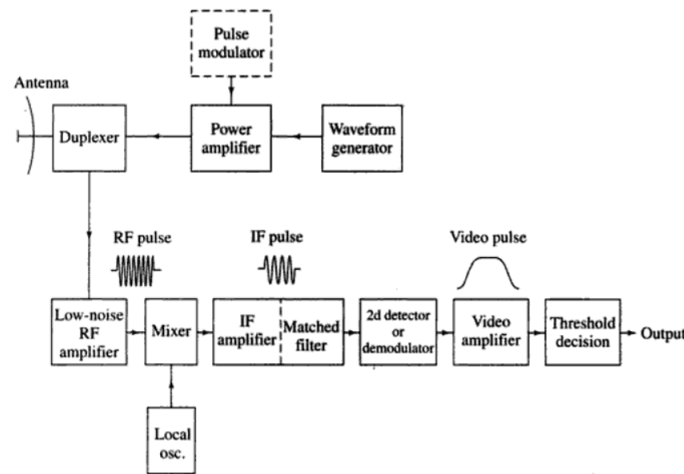 Pulse
modulator
Antenna
Duplexer
Power
amplifier
Waveform
generator
RF pulse
IF pulse
Video pulse
Low-noise
RF
amplifier
Mixer
IF
amplifier
Matched
filter
2d detector
or
demodulator
Video
amplifier
Threshold
decision
Output
Local
osc.